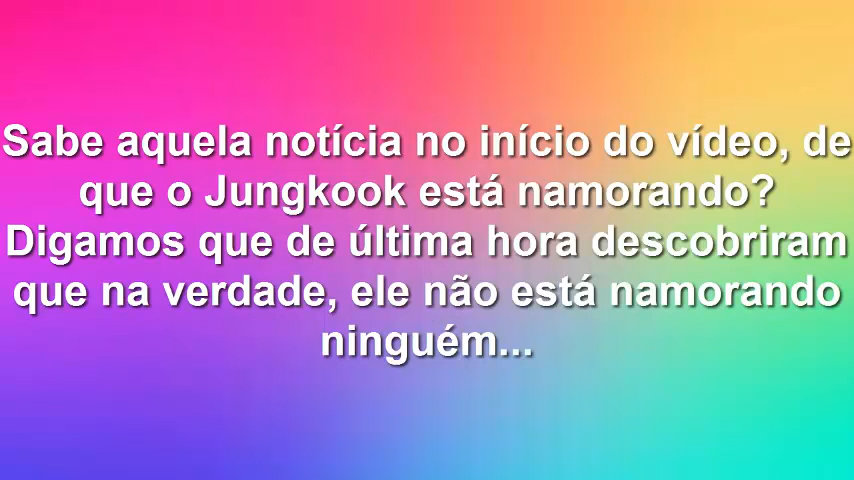 Sabe aquela notícia no início do vídeo, de
que o Jungkook está namorando?
Digamos que de última hora descobriram
que na verdade, ele não está namorando
ninguém...